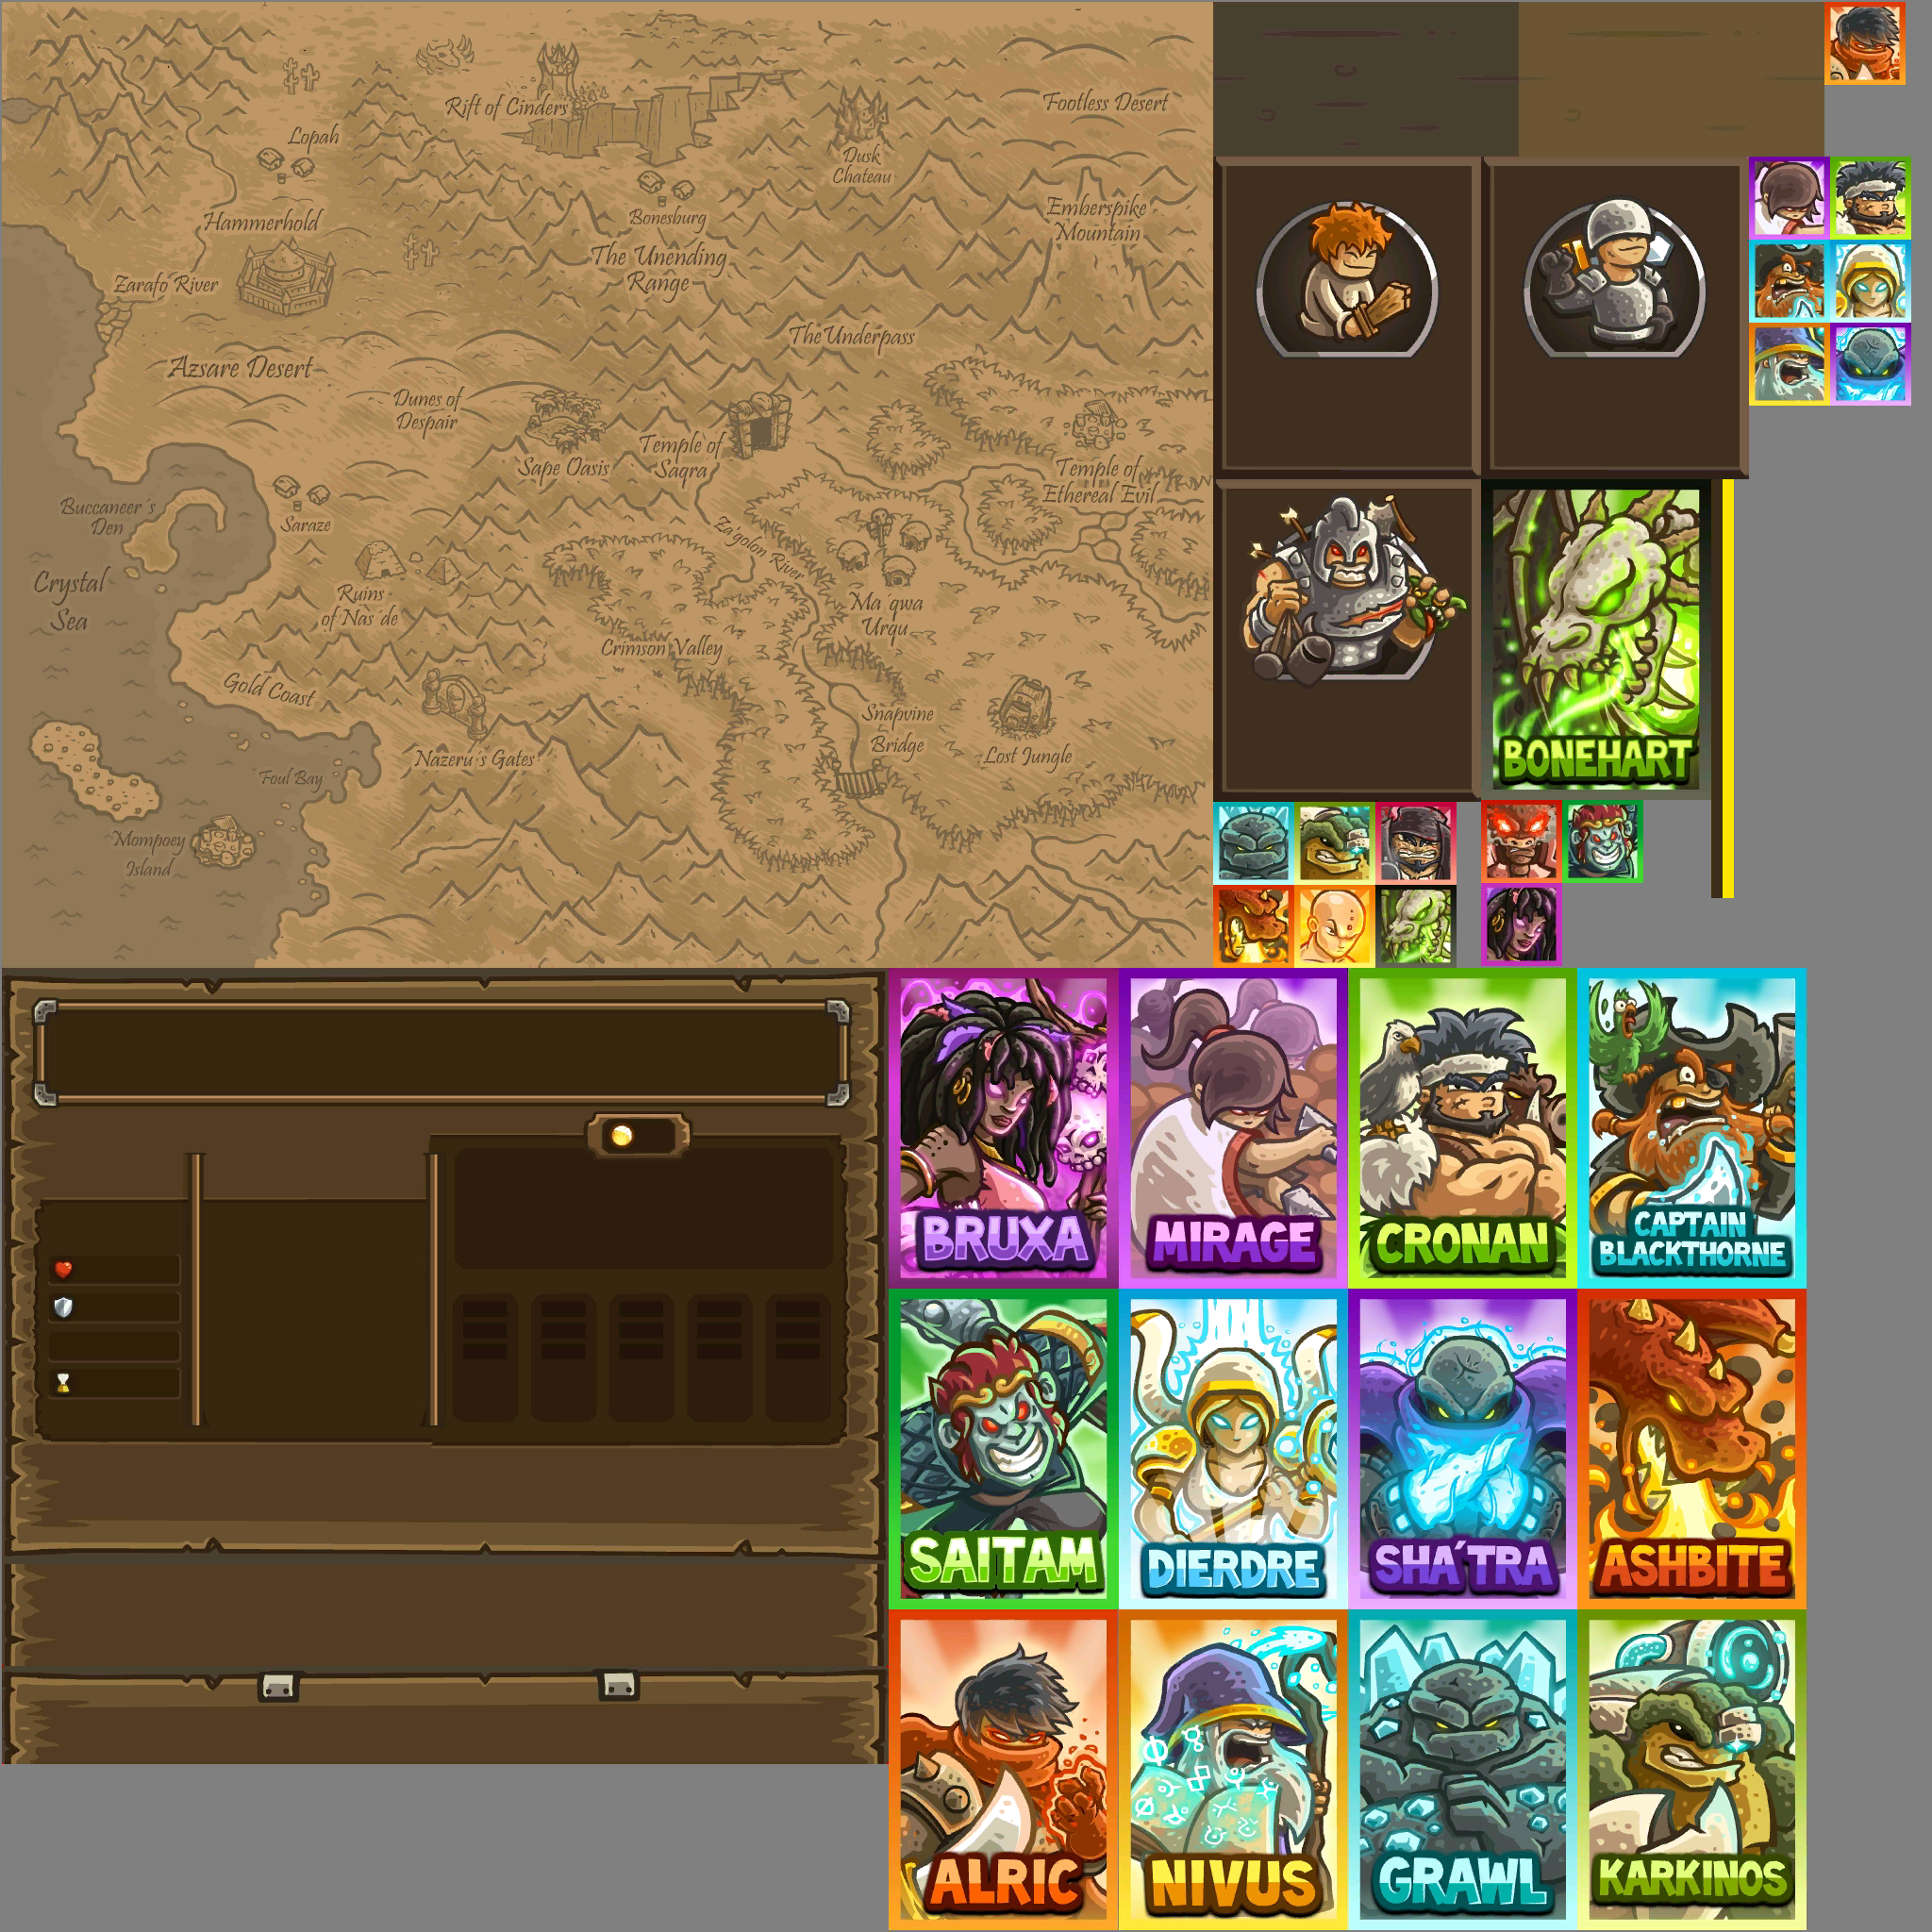 Rift of Cinders
Footless Desert
Lopah
Dusk
Chateau
Hammerhold
Bonesburg
Emberspike
Mountain
The Unending
Range
Zarafo River
The Underpass
Azsare Desert
Dunes of
Despair
Temple of
Saqra
Sape Oasis
Temple of
Ethereal Evil
Buccaneer´s
Den
Saraze
Za´golon River
Crystal
Sea
Ruins
of Nas´de
Ma´qwa
Urqu
Crimson Valley
Gold Coast
Snapvine
Bridge
Nazeru´s Gates
Lost Jungle
Foul Bay
Mompoey
Island
BONEHART
BRUXA
MIRAGE
CRONAN
CAPTAIN
BLACKTHORNE
SAITAM
DIERDRE
SHA´TRA
ASHBITE
ALRIC
NIVUS
GRAWL
KARKINOS